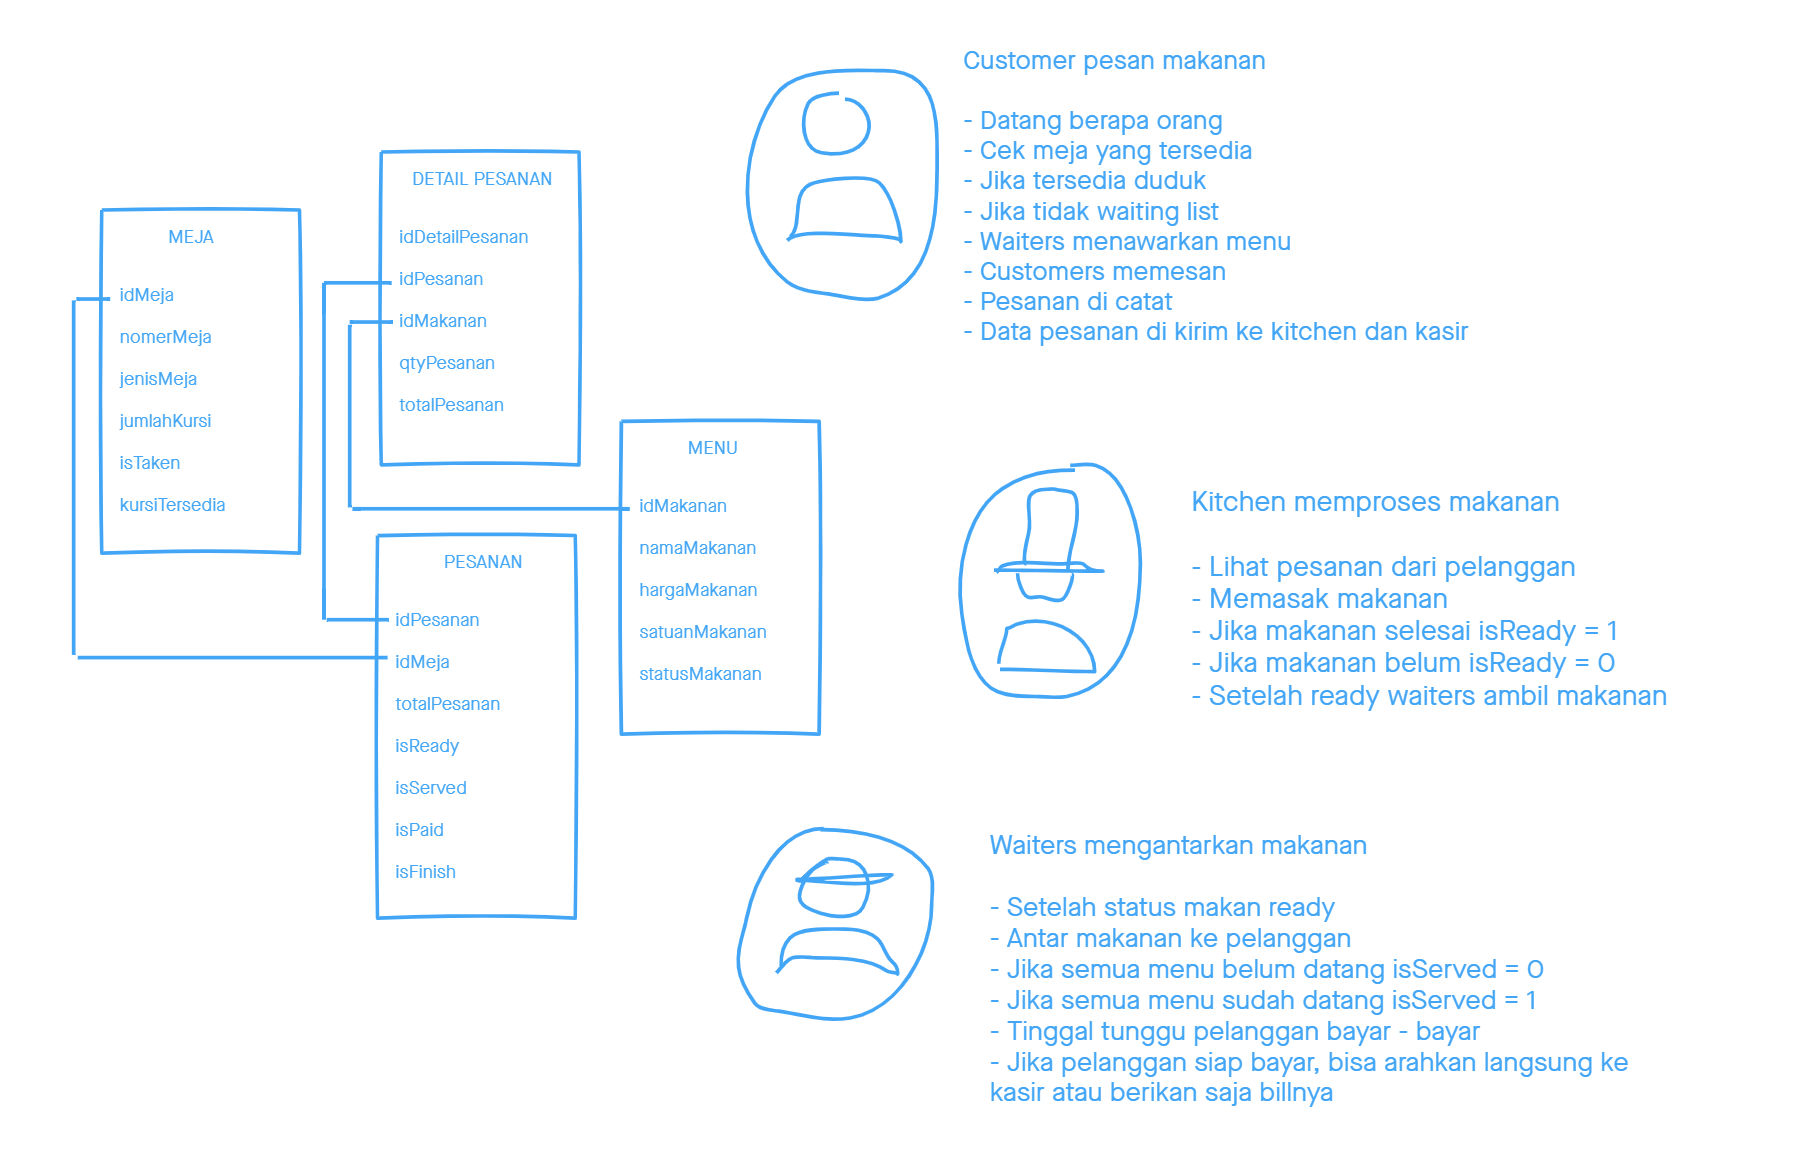 MEJA
idMeja
nomerMeja
jenisMeja
jumlahKursi
isTaken
kursiTersedia
DETAIL PESANAN
idDetailPesanan
idPesanan
idMakanan
qtyPesanan
totalPesanan
PESANAN
idPesanan
idMeja
totalPesanan
isReady
isServed
isPaid
isFinish
MENU
idMakanan
namaMakanan
hargaMakanan
satuanMakanan
statusMakanan
Customer pesan makanan
- Datang berapa orang
- Cek meja yang tersedia
- Jika tersedia duduk
- Jika tidak waiting list
- Waiters menawarkan menu
- Customers memesan
- Pesanan di catat
- Data pesanan di kirim ke kitchen dan kasir
Kitchen memproses makanan
- Lihat pesanan dari pelanggan
- Memasak makanan
- Jika makanan selesai isReady = 1
- Jika makanan belum isReady = 0
- Setelah ready waiters ambil makanan
Waiters mengantarkan makanan
- Setelah status makan ready
- Antar makanan ke pelanggan
- Jika semua menu belum datang isServed = 0
- Jika semua menu sudah datang isServed = 1
- Tinggal tunggu pelanggan bayar - bayar
- Jika pelanggan siap bayar, bisa arahkan langsung ke
kasir atau berikan saja billnya